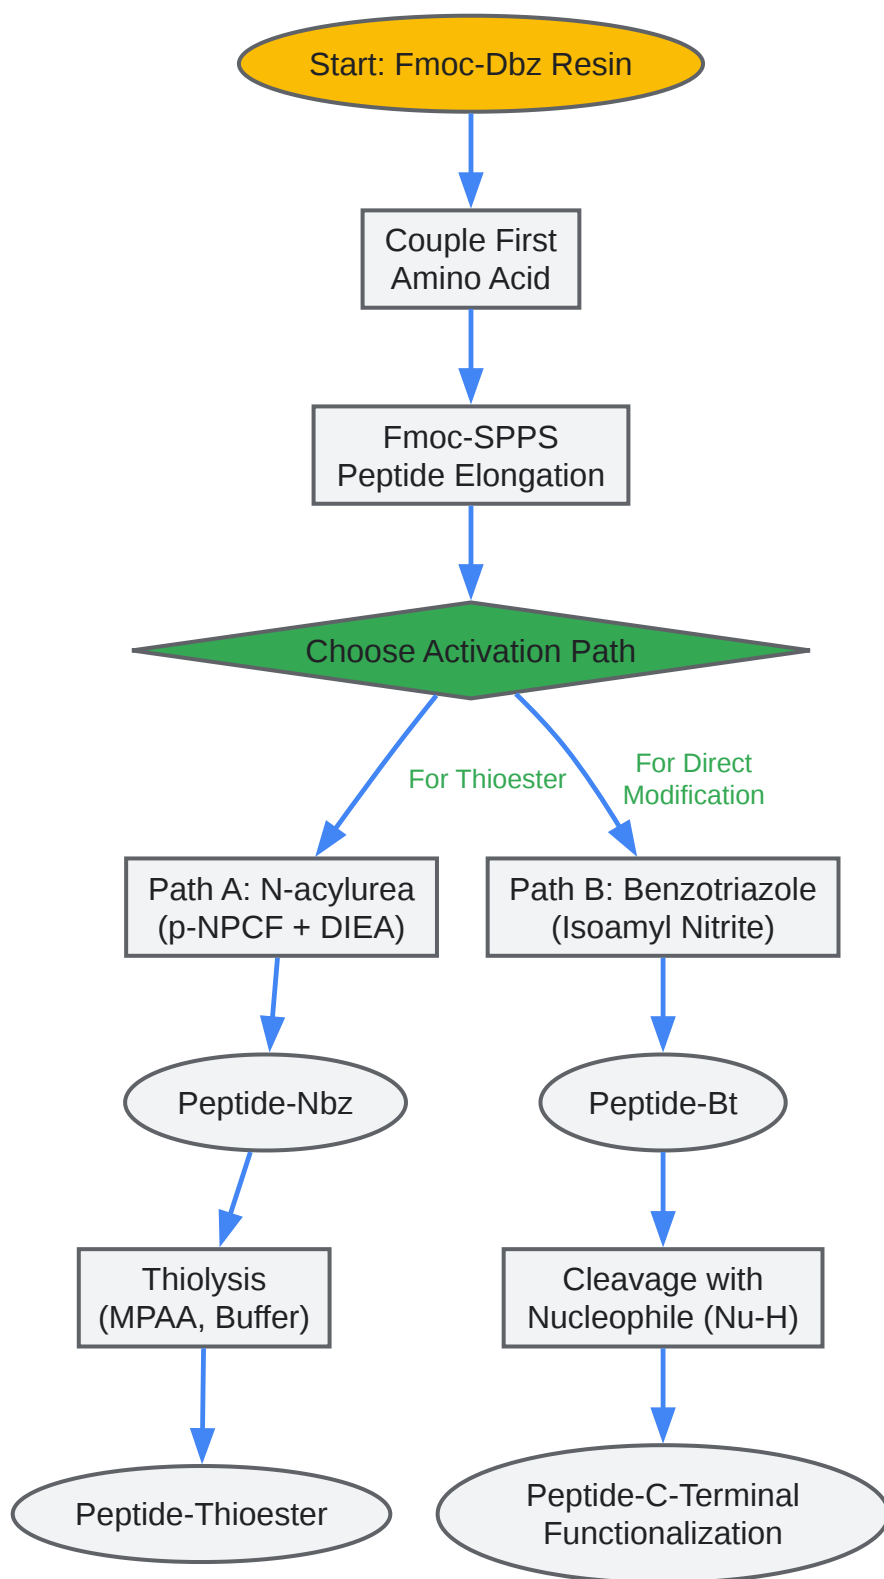 Start: Fmoc-Dbz Resin
Couple First
Amino Acid
Fmoc-SPPS
Peptide Elongation
Choose Activation Path
For Thioester
For Direct
Modification
Path A: N-acylurea
(p-NPCF + DIEA)
Path B: Benzotriazole
(Isoamyl Nitrite)
Peptide-Nbz
Peptide-Bt
Thiolysis
(MPAA, Buffer)
Cleavage with
Nucleophile (Nu-H)
Peptide-Thioester
Peptide-C-Terminal
Functionalization